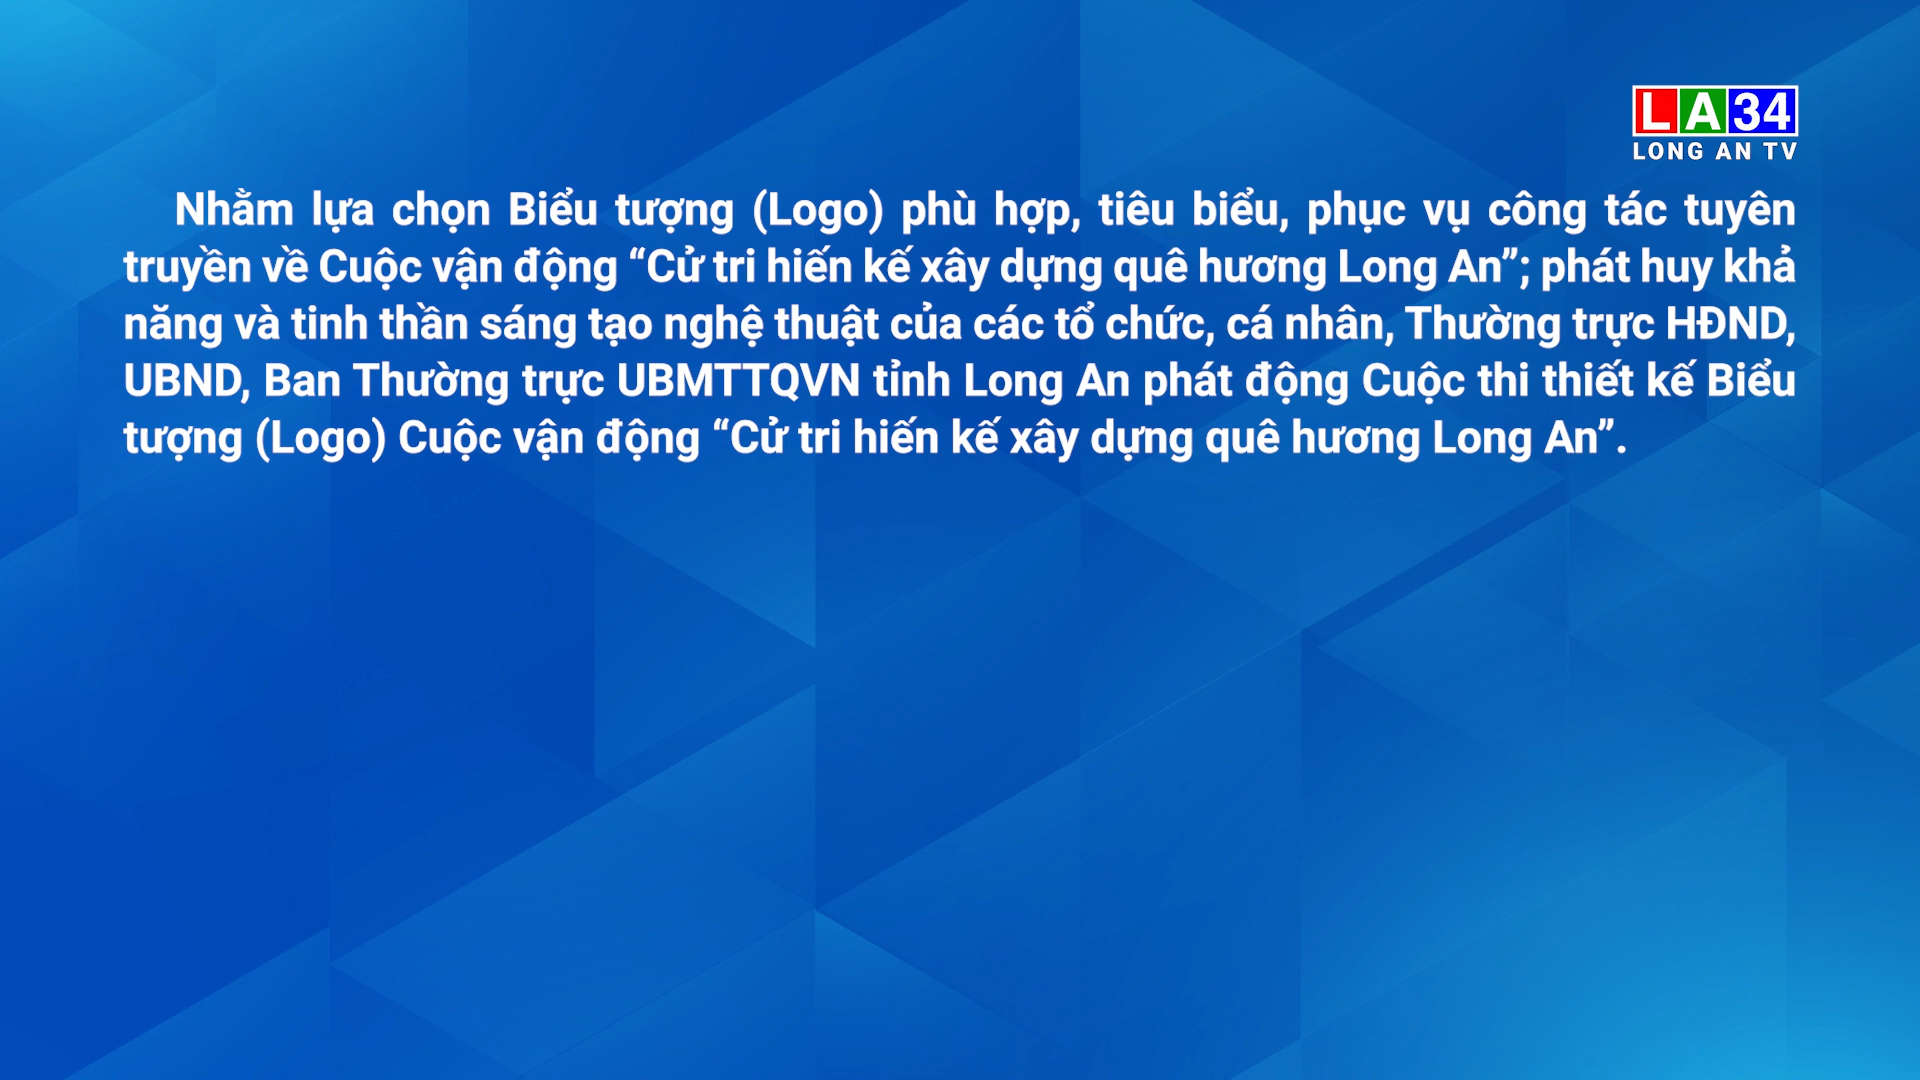 LA34
LONG AN TV
Nhằm lựa chọn Biểu tượng (Logo) phù hợp, tiêu biểu, phục vụ công tác tuyên
truyền về Cuộc vận động “Cử tri hiến kế xây dựng quê hương Long An”; phát huy khả
năng và tinh thần sáng tạo nghệ thuật của các tổ chức, cá nhân, Thường trực HĐND,
UBND, Ban Thường trực UBMTTQVN tỉnh Long An phát động Cuộc thi thiết kế Biểu
tượng (Logo) Cuộc vận động “Cử tri hiến kế xây dựng quê hương Long An”.